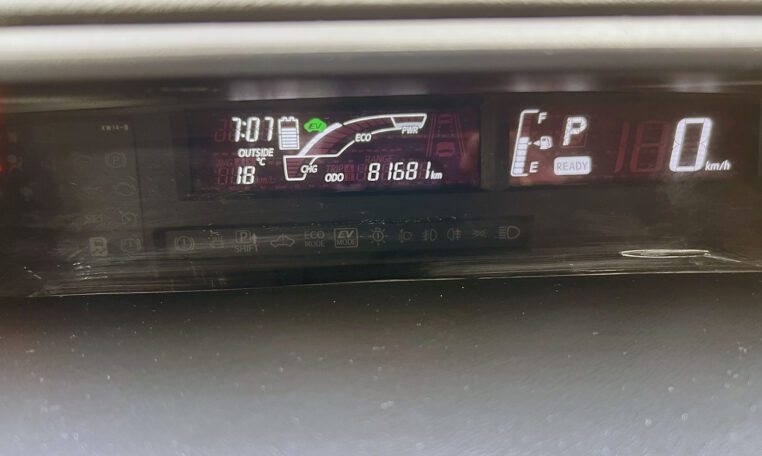 7:07
EV
ECO
PWR
OUTSIDE
°C
18
CHG
TRIP
RANGE
ODO 81681 km
F
E
P
READY
0 km/h
P
SHIFT
ECO
MODE
EV
MODE